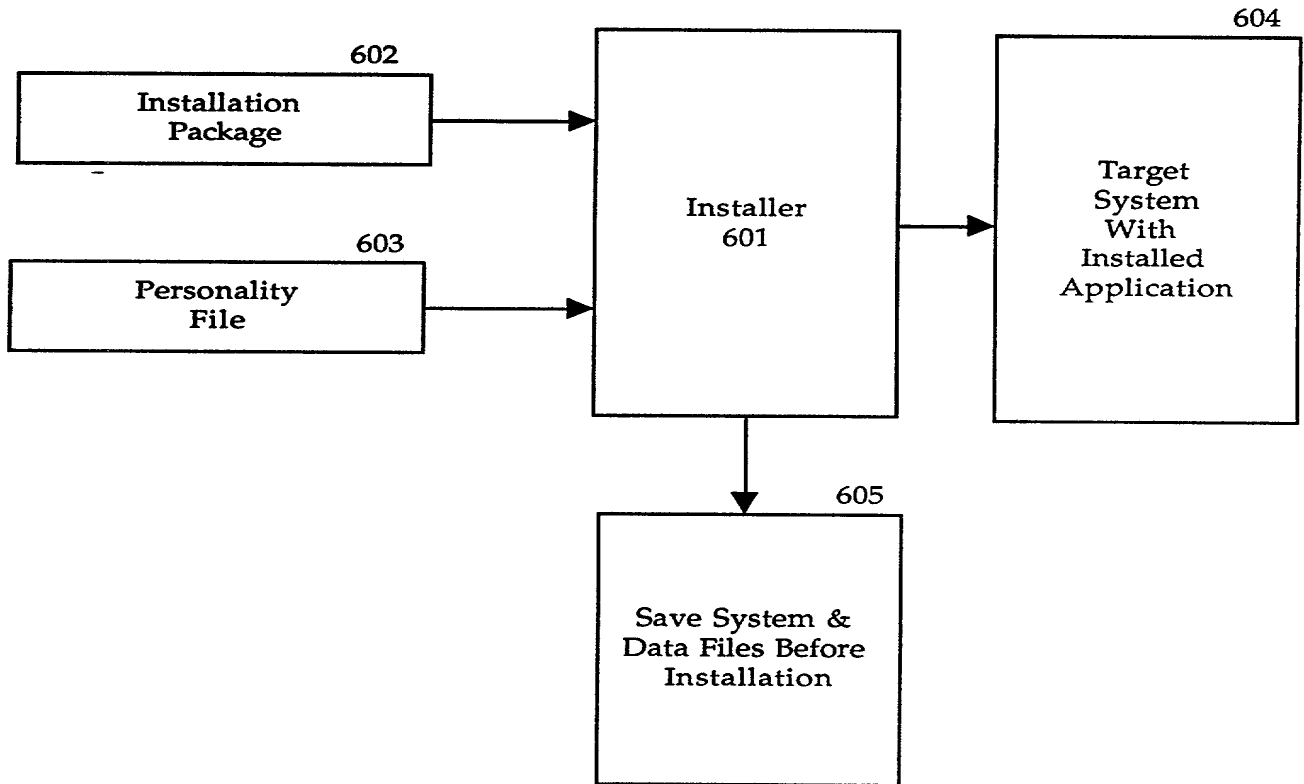 602
Installation
Package
603
Personality
File
Installer
601
604
Target
System
With
Installed
Application
605
Save System &
Data Files Before
Installation